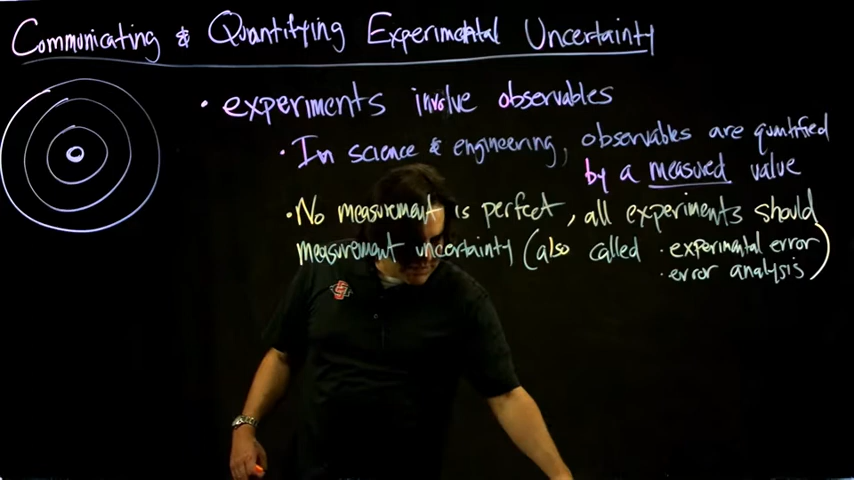 Communicating & Quantifying Experimental Uncertainty
• experiments involve observables
• In science & engineering, observables are quantified
by a measured value
• No measurement is perfect, all experiments should
measurement uncertainty (also called • experimental error
• error analysis)